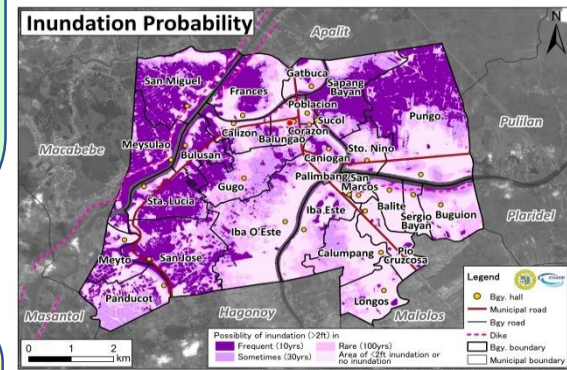 Inundation Probability
N
Apalit
Macabebe
Pulilan
Plaridel
Masantol
Hagonoy
Malolos
San Miguel
Frances
Gatbuca
Sapang
Bayan
Poblacion
Sucol
Corazon
Calizon
Balungao
Pungo
Meysulao
Bulusan
Caniogan
Sto. Nino
Gugo
Palimbang
San
Marcos
Sta. Lucia
Iba Este
Balite
Sergio
Bayan
Buguion
Iba O'Este
Calumpang
Pio
Cruzcosa
Meyto
San Jose
Panducot
Longos
0 1 2
km
Possiblity of inundation (>2ft) in
Frequent (10yrs)
Rare (100yrs)
Sometimes (30yrs)
Area of <2ft inundation or
no inundation
Legend
Bgy. hall
Municipal road
Bgy road
Dike
Bgy. boundary
Municipal boundary